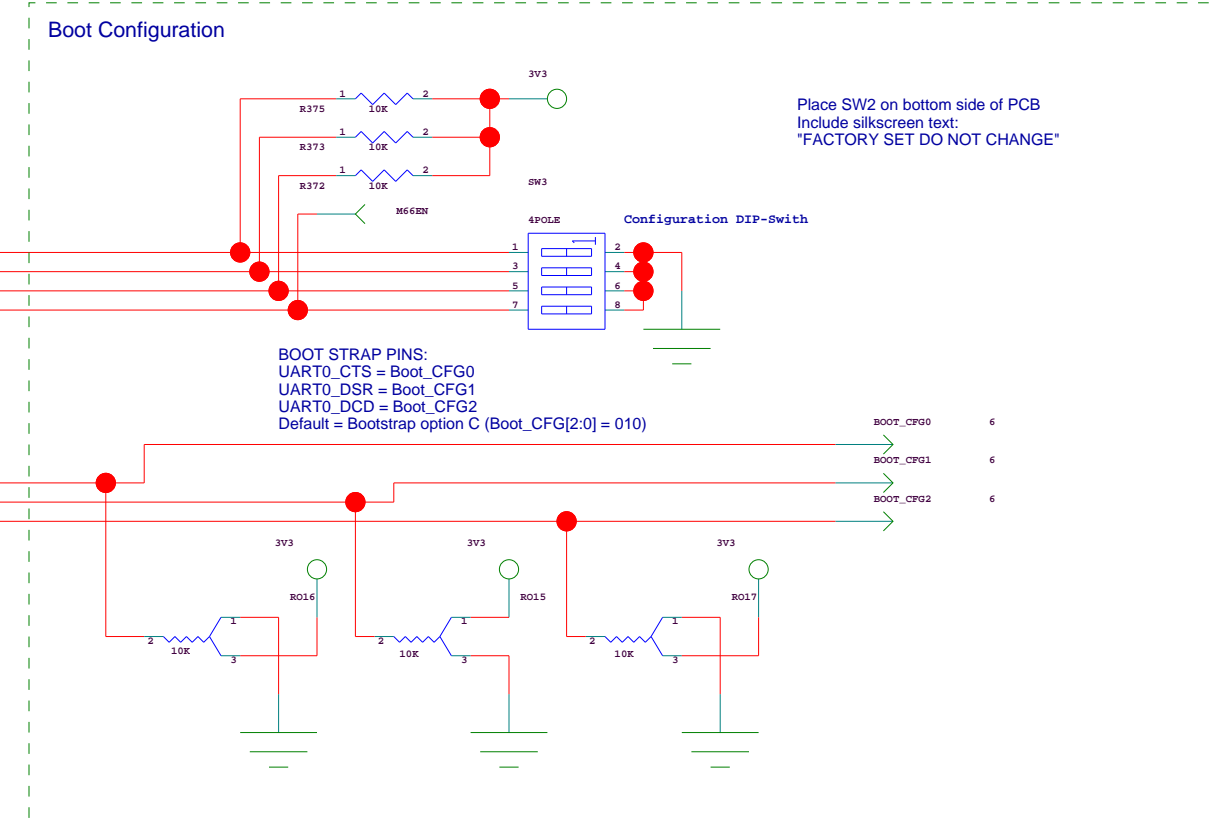 Boot Configuration
3V3
1 2
R375 10K
1 2
R373 10K
1 2
R372 10K
Place SW2 on bottom side of PCB
Include silkscreen text:
"FACTORY SET DO NOT CHANGE"
SW3
M66EN
4POLE
Configuration DIP-Swith
1 2
3 4
5 6
7 8
BOOT STRAP PINS:
UART0_CTS = Boot_CFG0
UART0_DSR = Boot_CFG1
UART0_DCD = Boot_CFG2
Default = Bootstrap option C (Boot_CFG[2:0] = 010)
BOOT_CFG0 6
BOOT_CFG1 6
BOOT_CFG2 6
3V3 3V3 3V3
RO16 RO15 RO17
1 1 1
2 2 2
10K 10K 10K
3 3 3